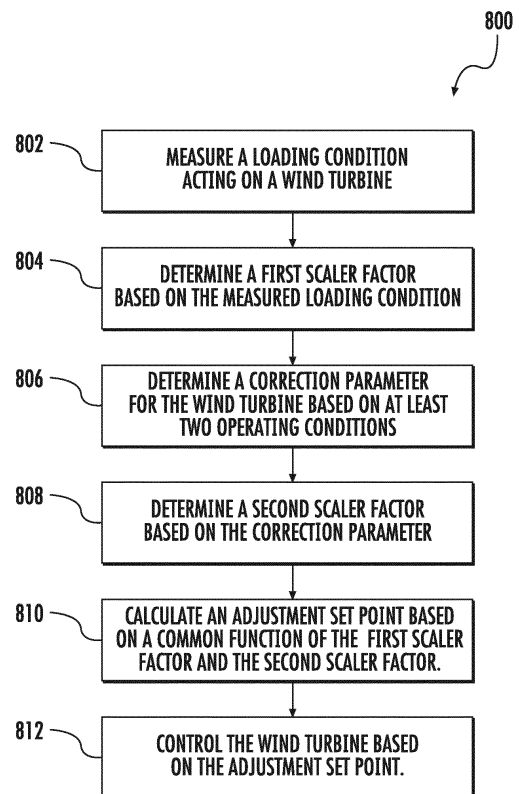 800
802
MEASURE A LOADING CONDITION
ACTING ON A WIND TURBINE
804
DETERMINE A FIRST SCALER FACTOR
BASED ON THE MEASURED LOADING CONDITION
806
DETERMINE A CORRECTION PARAMETER
FOR THE WIND TURBINE BASED ON AT LEAST
TWO OPERATING CONDITIONS
808
DETERMINE A SECOND SCALER FACTOR
BASED ON THE CORRECTION PARAMETER
810
CALCULATE AN ADJUSTMENT SET POINT BASED
ON A COMMON FUNCTION OF THE FIRST SCALER
FACTOR AND THE SECOND SCALER FACTOR.
812
CONTROL THE WIND TURBINE BASED
ON THE ADJUSTMENT SET POINT.